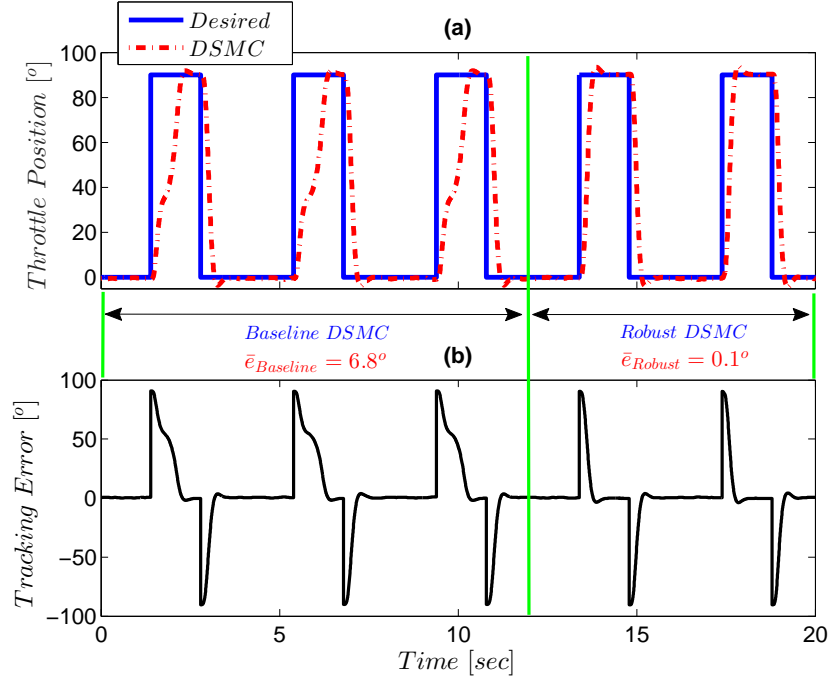 (a)
Desired
DSMC
Throttle Position [°]
100
80
60
40
20
0
Baseline DSMC
ē_Baseline = 6.8°
Robust DSMC
ē_Robust = 0.1°
(b)
Tracking Error [°]
100
50
0
−50
−100
0 5 10 15 20
Time [sec]